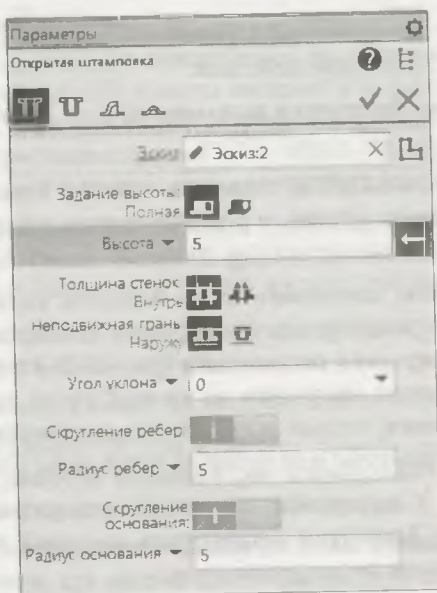 Параметры
Открытая штамповка
Эскиз Эскиз:2
Задание высоты:
Полная
Высота 5
Толщина стенок
Внутрь
неподвижная грань
Наружу
Угол уклона 0
Скругление ребер
Радиус ребер 5
Скругление
основания:
Радиус основания 5